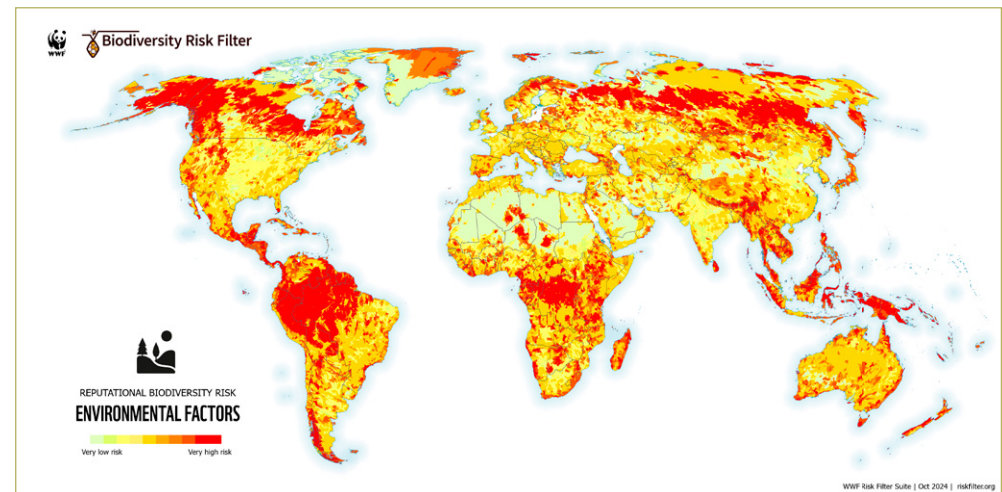 WWF
Biodiversity Risk Filter
REPUTATIONAL BIODIVERSITY RISK
ENVIRONMENTAL FACTORS
Very low risk
Very high risk
WWF Risk Filter Suite | Oct 2024 | riskfilter.org